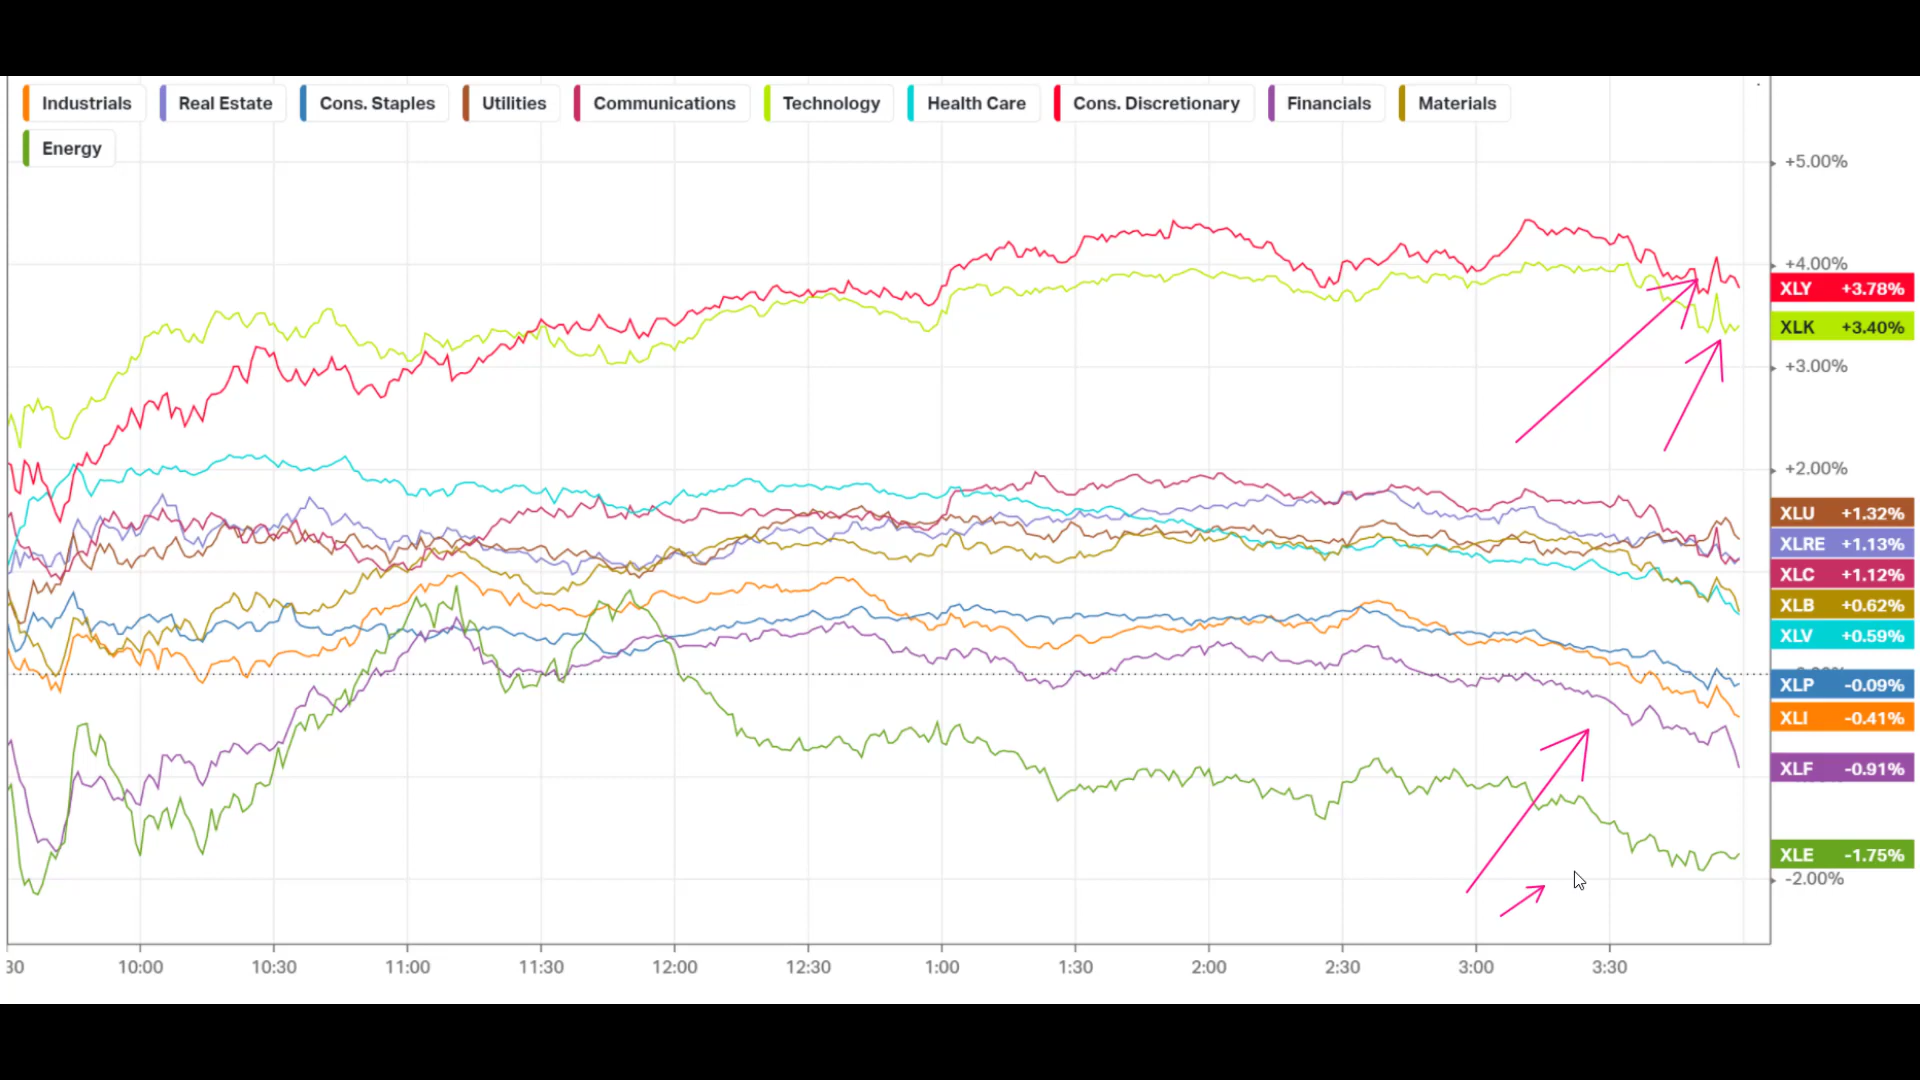 Industrials Real Estate Cons. Staples Utilities Communications Technology Health Care Cons. Discretionary Financials Materials
Energy
+5.00%
+4.00%
XLY +3.78%
XLK +3.40%
+3.00%
+2.00%
XLU +1.32%
XLRE +1.13%
XLC +1.12%
XLB +0.62%
XLV +0.59%
XLP -0.09%
XLI -0.41%
XLF -0.91%
XLE -1.75%
-2.00%
30 10:00 10:30 11:00 11:30 12:00 12:30 1:00 1:30 2:00 2:30 3:00 3:30